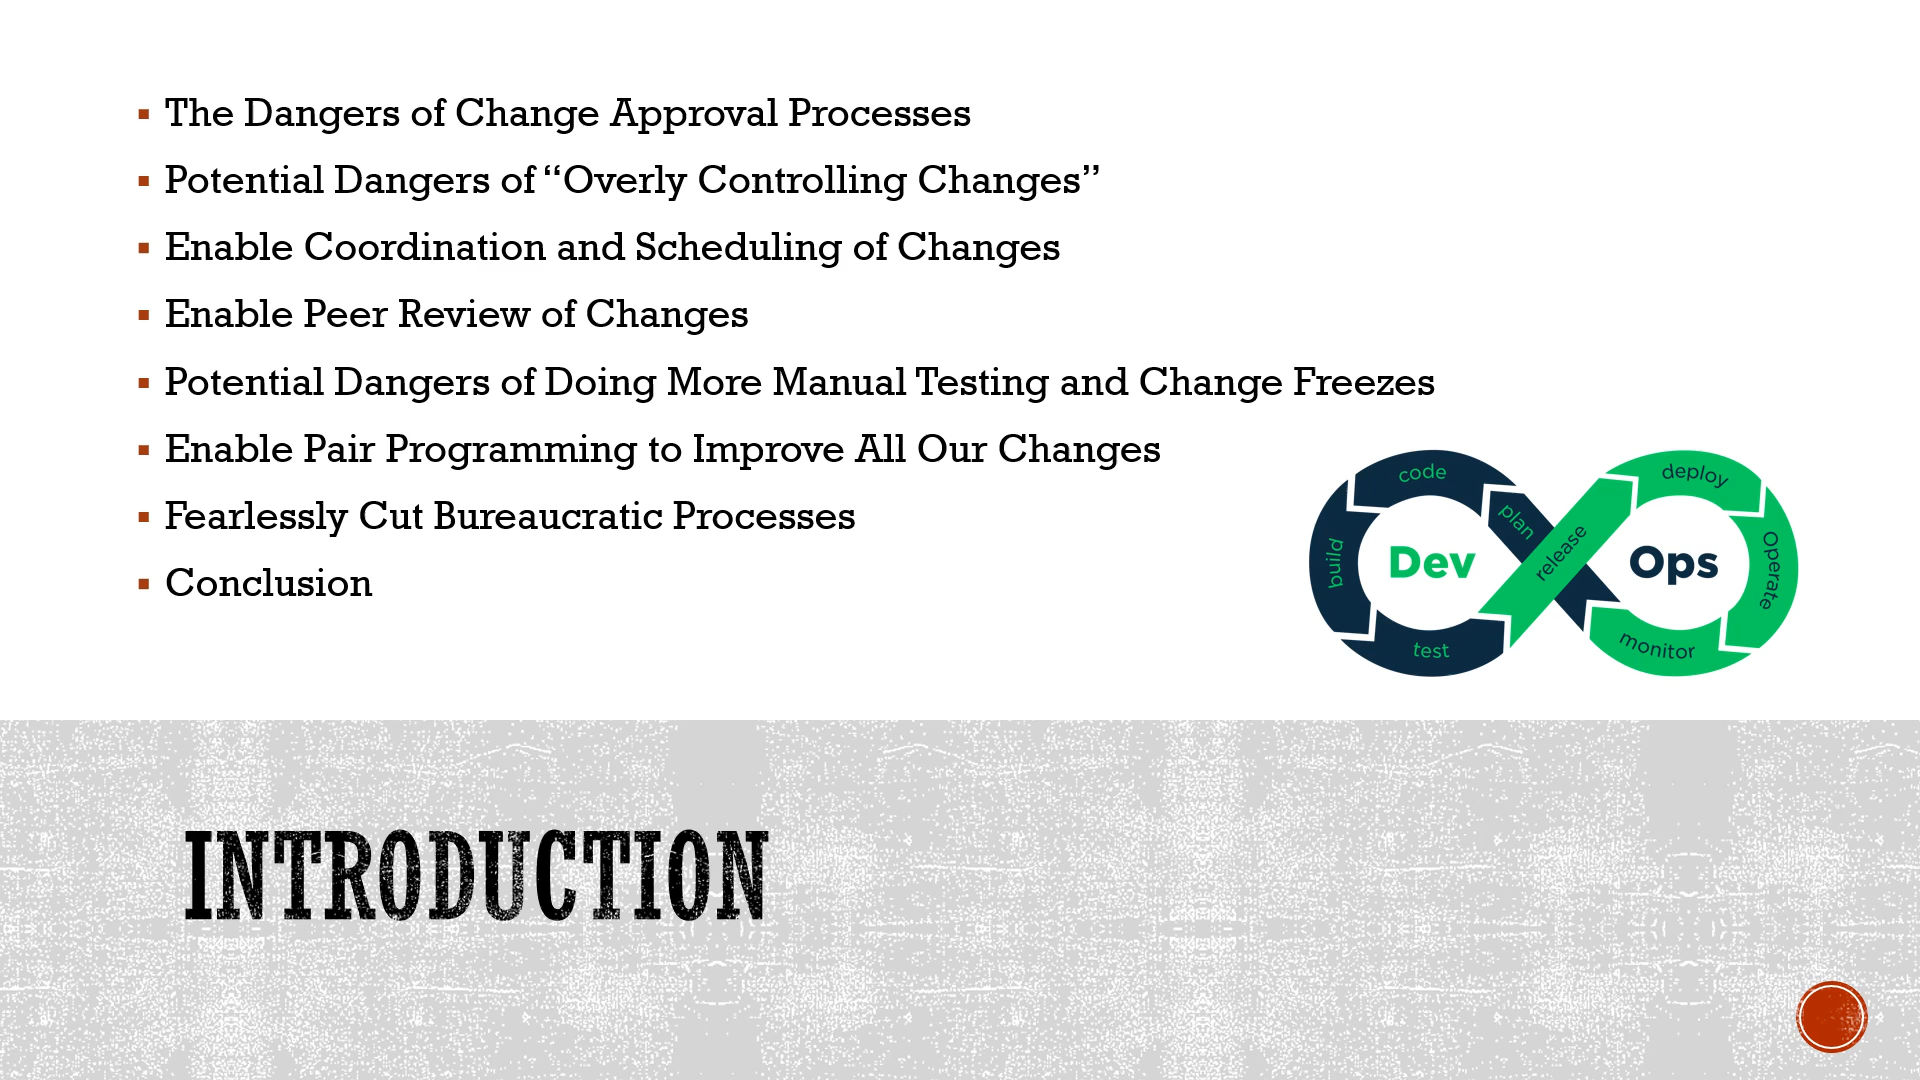 The Dangers of Change Approval Processes
Potential Dangers of “Overly Controlling Changes”
Enable Coordination and Scheduling of Changes
Enable Peer Review of Changes
Potential Dangers of Doing More Manual Testing and Change Freezes
Enable Pair Programming to Improve All Our Changes
Fearlessly Cut Bureaucratic Processes
Conclusion
code
plan
build
Dev
test
release
deploy
Ops
Operate
monitor
INTRODUCTION